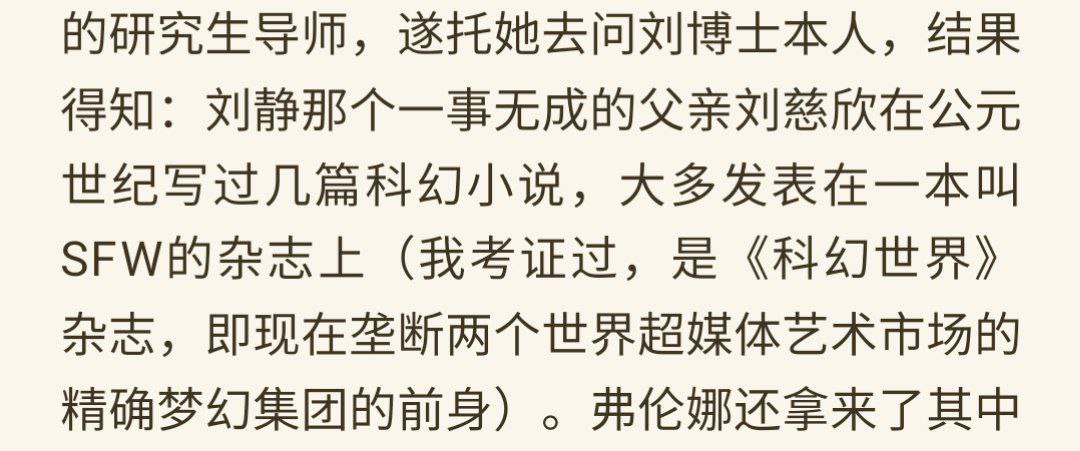 的研究生导师，遂托她去问刘博士本人，结果
得知：刘静那个一事无成的父亲刘慈欣在公元
世纪写过几篇科幻小说，大多发表在一本叫
SFW的杂志上（我考证过，是《科幻世界》
杂志，即现在垄断两个世界超媒体艺术市场的
精确梦幻集团的前身）。弗伦娜还拿来了其中